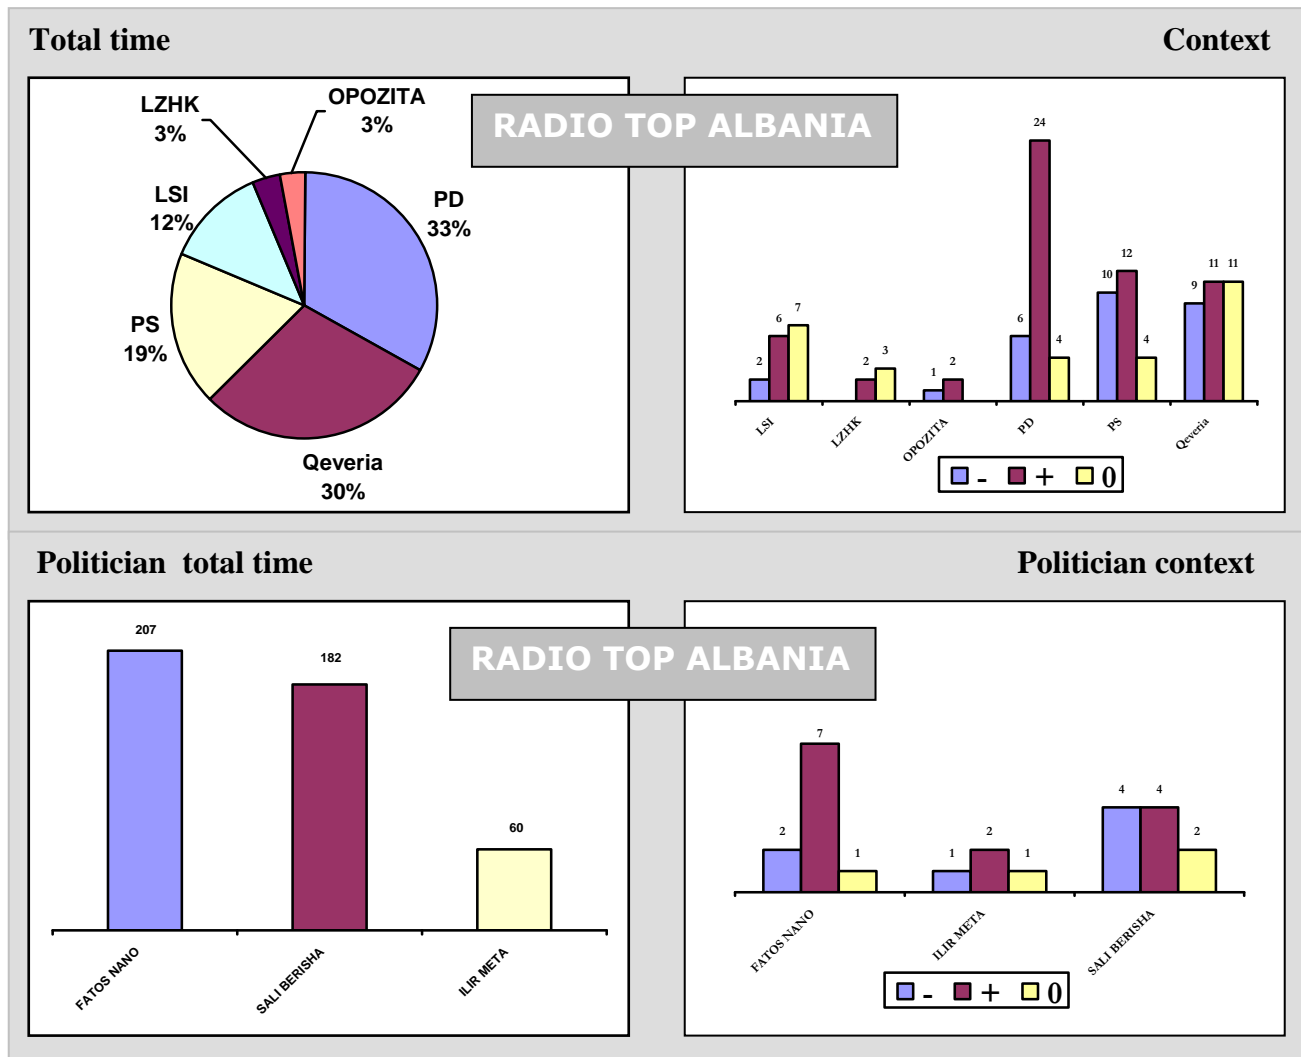 Total time
Context
RADIO TOP ALBANIA
LZHK
3%
OPOZITA
3%
LSI
12%
PD
33%
PS
19%
Qeveria
30%
24
12
11 11
10
9
7
6
6
4
4
3
2
2
2
1
LSI
LZHK
OPOZITA
PD
PS
Qeveria
- + 0
Politician total time
Politician context
RADIO TOP ALBANIA
207
182
60
FATOS NANO
SALI BERISHA
ILIR META
7
4 4
2
2
2
1
1
1
FATOS NANO
ILIR META
SALI BERISHA
- + 0